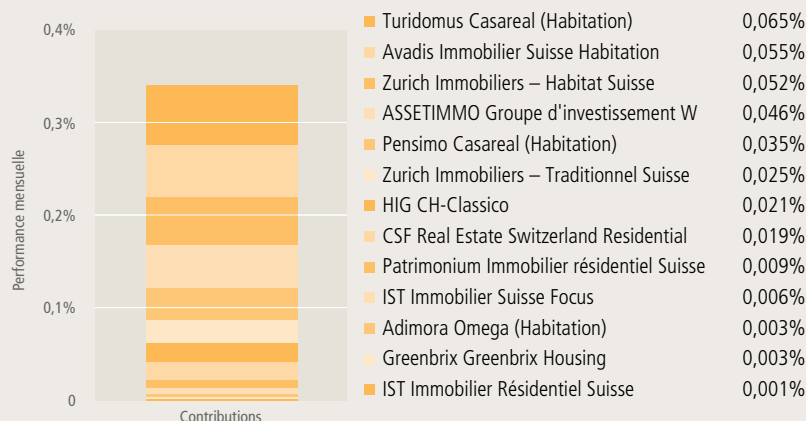 0,4%
0,3%
0,2%
0,1%
0
Performance mensuelle
Contributions
Turidomus Casareal (Habitation) 0,065%
Avadis Immobilier Suisse Habitation 0,055%
Zurich Immobiliers – Habitat Suisse 0,052%
ASSETIMMO Groupe d'investissement W 0,046%
Pensimo Casareal (Habitation) 0,035%
Zurich Immobiliers – Traditionnel Suisse 0,025%
HIG CH-Classico 0,021%
CSF Real Estate Switzerland Residential 0,019%
Patrimonium Immobilier résidentiel Suisse 0,009%
IST Immobilier Suisse Focus 0,006%
Adimora Omega (Habitation) 0,003%
Greenbrix Greenbrix Housing 0,003%
IST Immobilier Résidentiel Suisse 0,001%